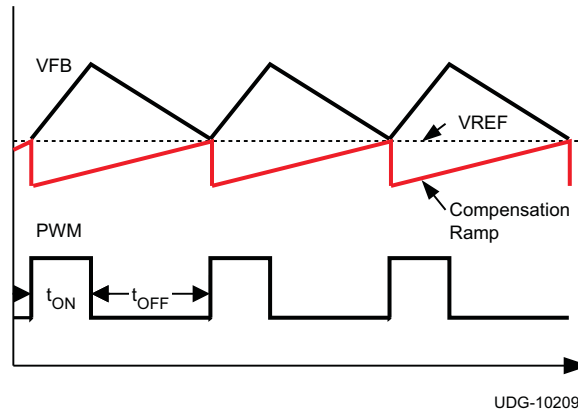 VFB
VREF
Compensation
Ramp
PWM
tON
tOFF
UDG-10209